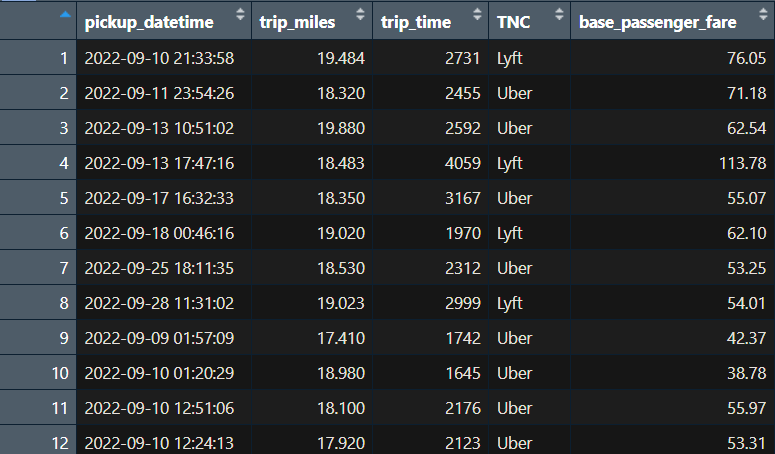 pickup_datetime trip_miles trip_time TNC base_passenger_fare
1 2022-09-10 21:33:58 19.484 2731 Lyft 76.05
2 2022-09-11 23:54:26 18.320 2455 Uber 71.18
3 2022-09-13 10:51:02 19.880 2592 Uber 62.54
4 2022-09-13 17:47:16 18.483 4059 Lyft 113.78
5 2022-09-17 16:32:33 18.350 3167 Uber 55.07
6 2022-09-18 00:46:16 19.020 1970 Lyft 62.10
7 2022-09-25 18:11:35 18.530 2312 Uber 53.25
8 2022-09-28 11:31:02 19.023 2999 Lyft 54.01
9 2022-09-09 01:57:09 17.410 1742 Uber 42.37
10 2022-09-10 01:20:29 18.980 1645 Uber 38.78
11 2022-09-10 12:51:06 18.100 2176 Uber 55.97
12 2022-09-10 12:24:13 17.920 2123 Uber 53.31